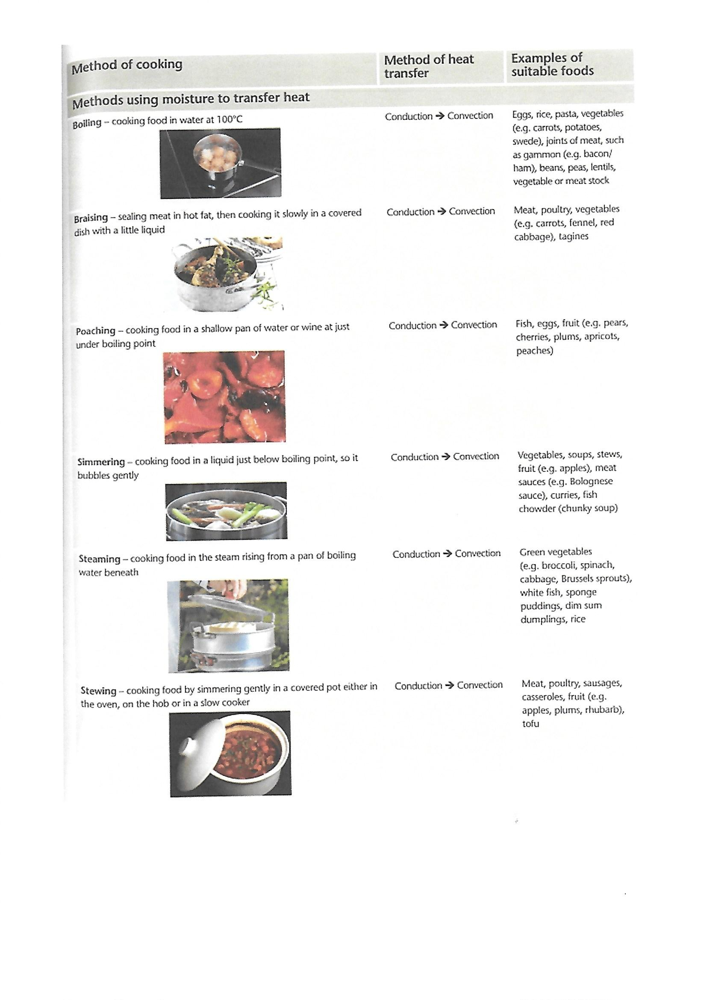 Method of cooking
Method of heat
transfer
Examples of
suitable foods
Methods using moisture to transfer heat
Boiling – cooking food in water at 100°C
Conduction → Convection
Eggs, rice, pasta, vegetables
(e.g. carrots, potatoes,
swede), joints of meat, such
as gammon (e.g. bacon/
ham), beans, peas, lentils,
vegetable or meat stock
Braising – sealing meat in hot fat, then cooking it slowly in a covered
dish with a little liquid
Conduction → Convection
Meat, poultry, vegetables
(e.g. carrots, fennel, red
cabbage), tagines
Poaching – cooking food in a shallow pan of water or wine at just
under boiling point
Conduction → Convection
Fish, eggs, fruit (e.g. pears,
cherries, plums, apricots,
peaches)
Simmering – cooking food in a liquid just below boiling point, so it
bubbles gently
Conduction → Convection
Vegetables, soups, stews,
fruit (e.g. apples), meat
sauces (e.g. Bolognese
sauce), curries, fish
chowder (chunky soup)
Steaming – cooking food in the steam rising from a pan of boiling
water beneath
Conduction → Convection
Green vegetables
(e.g. broccoli, spinach,
cabbage, Brussels sprouts),
white fish, sponge
puddings, dim sum
dumplings, rice
Stewing – cooking food by simmering gently in a covered pot either in
the oven, on the hob or in a slow cooker
Conduction → Convection
Meat, poultry, sausages,
casseroles, fruit (e.g.
apples, plums, rhubarb),
tofu